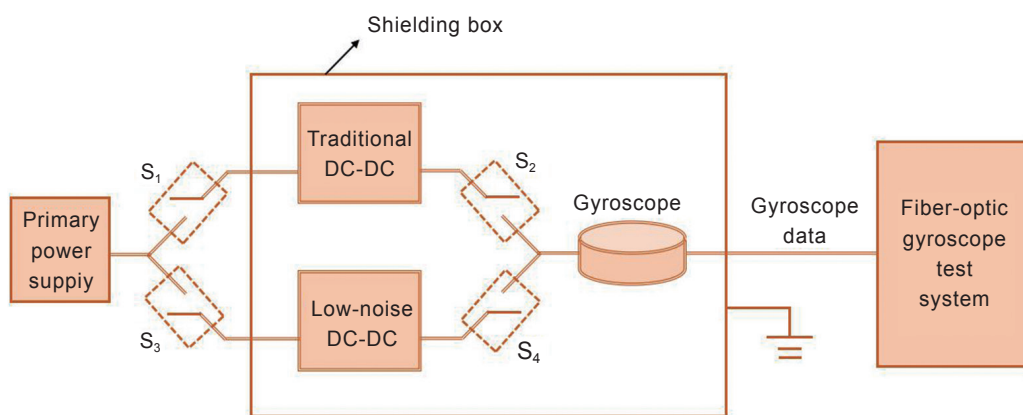 Shielding box
Traditional
DC-DC
S1
S2
Primary
power
suppiy
Gyroscope
Gyroscope
data
Fiber-optic
gyroscope
test
system
Low-noise
DC-DC
S3
S4